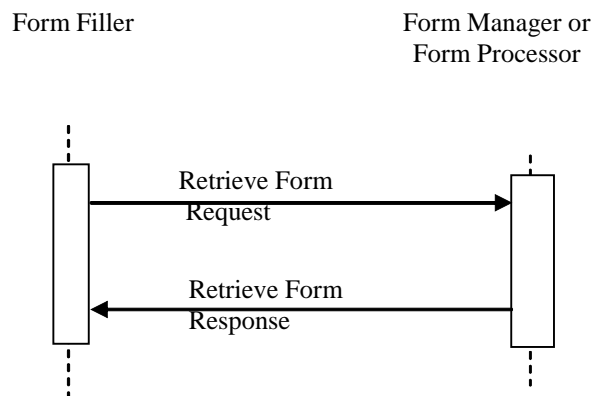 Form Filler
Form Manager or
Form Processor
Retrieve Form
Request
Retrieve Form
Response